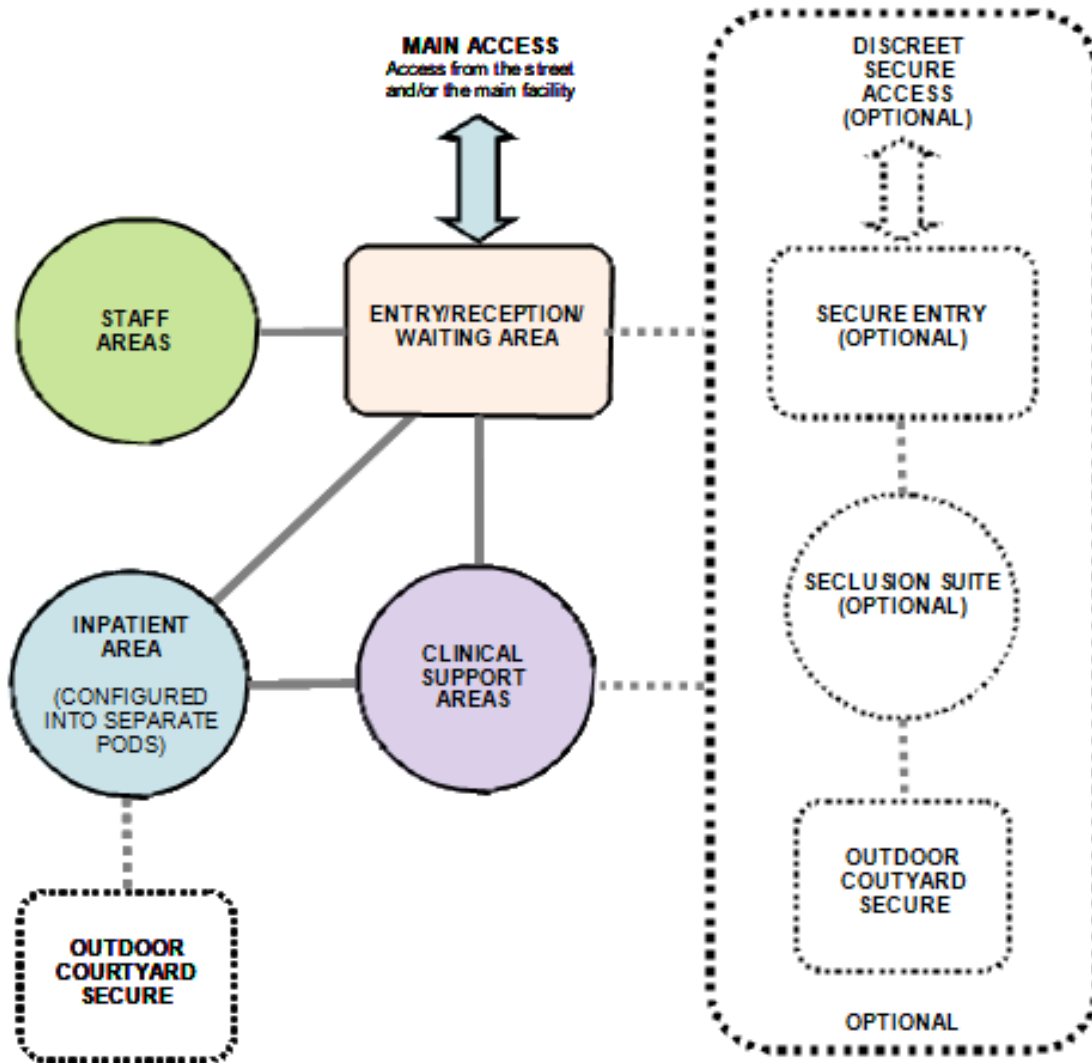 MAIN ACCESS
Access from the street
and/or the main facility
DISCREET
SECURE
ACCESS
(OPTIONAL)
STAFF
AREAS
ENTRY/RECEPTION/
WAITING AREA
SECURE ENTRY
(OPTIONAL)
INPATIENT
AREA
(CONFIGURED
INTO SEPARATE
PODS)
CLINICAL
SUPPORT
AREAS
SECLUSION SUITE
(OPTIONAL)
OUTDOOR
COURTYARD
SECURE
OUTDOOR
COUTYARD
SECURE
OPTIONAL